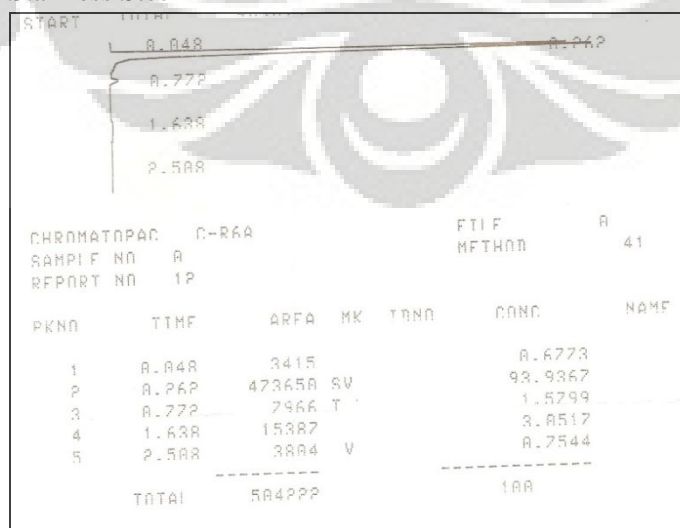 START TOTAL
0.048 0.262
0.772
1.638
2.508
CHROMATOPAC C-R6A FILE 0
SAMPLE NO 0 METHOD 41
REPORT NO 12
PKNO TIME AREA MK IDNO CONC NAME
1 0.048 3415 0.6773
2 0.262 473650 SV 93.9367
3 0.772 7966 T 1.5799
4 1.638 15387 3.0517
5 2.508 3804 V 0.7544
--------- -------------
TOTAL 504222 100